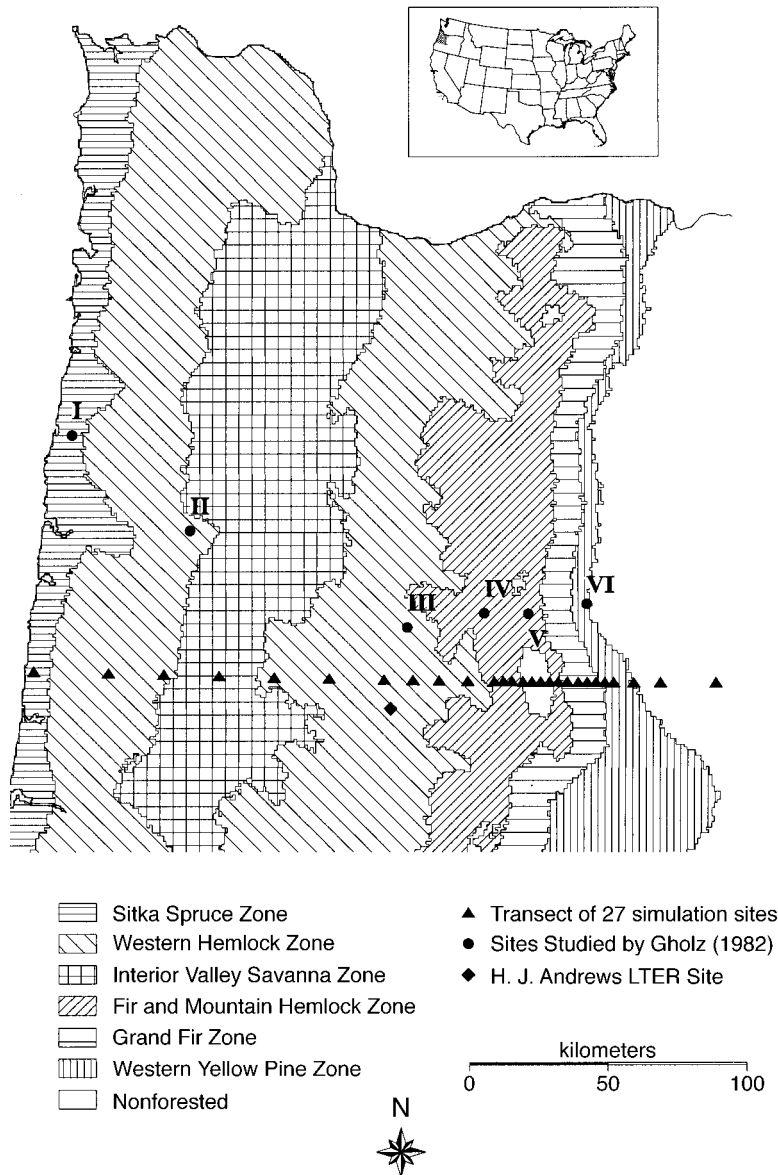 I
II
III
IV
V
VI
Sitka Spruce Zone
Western Hemlock Zone
Interior Valley Savanna Zone
Fir and Mountain Hemlock Zone
Grand Fir Zone
Western Yellow Pine Zone
Nonforested
Transect of 27 simulation sites
Sites Studied by Gholz (1982)
H. J. Andrews LTER Site
kilometers
0 50 100
N